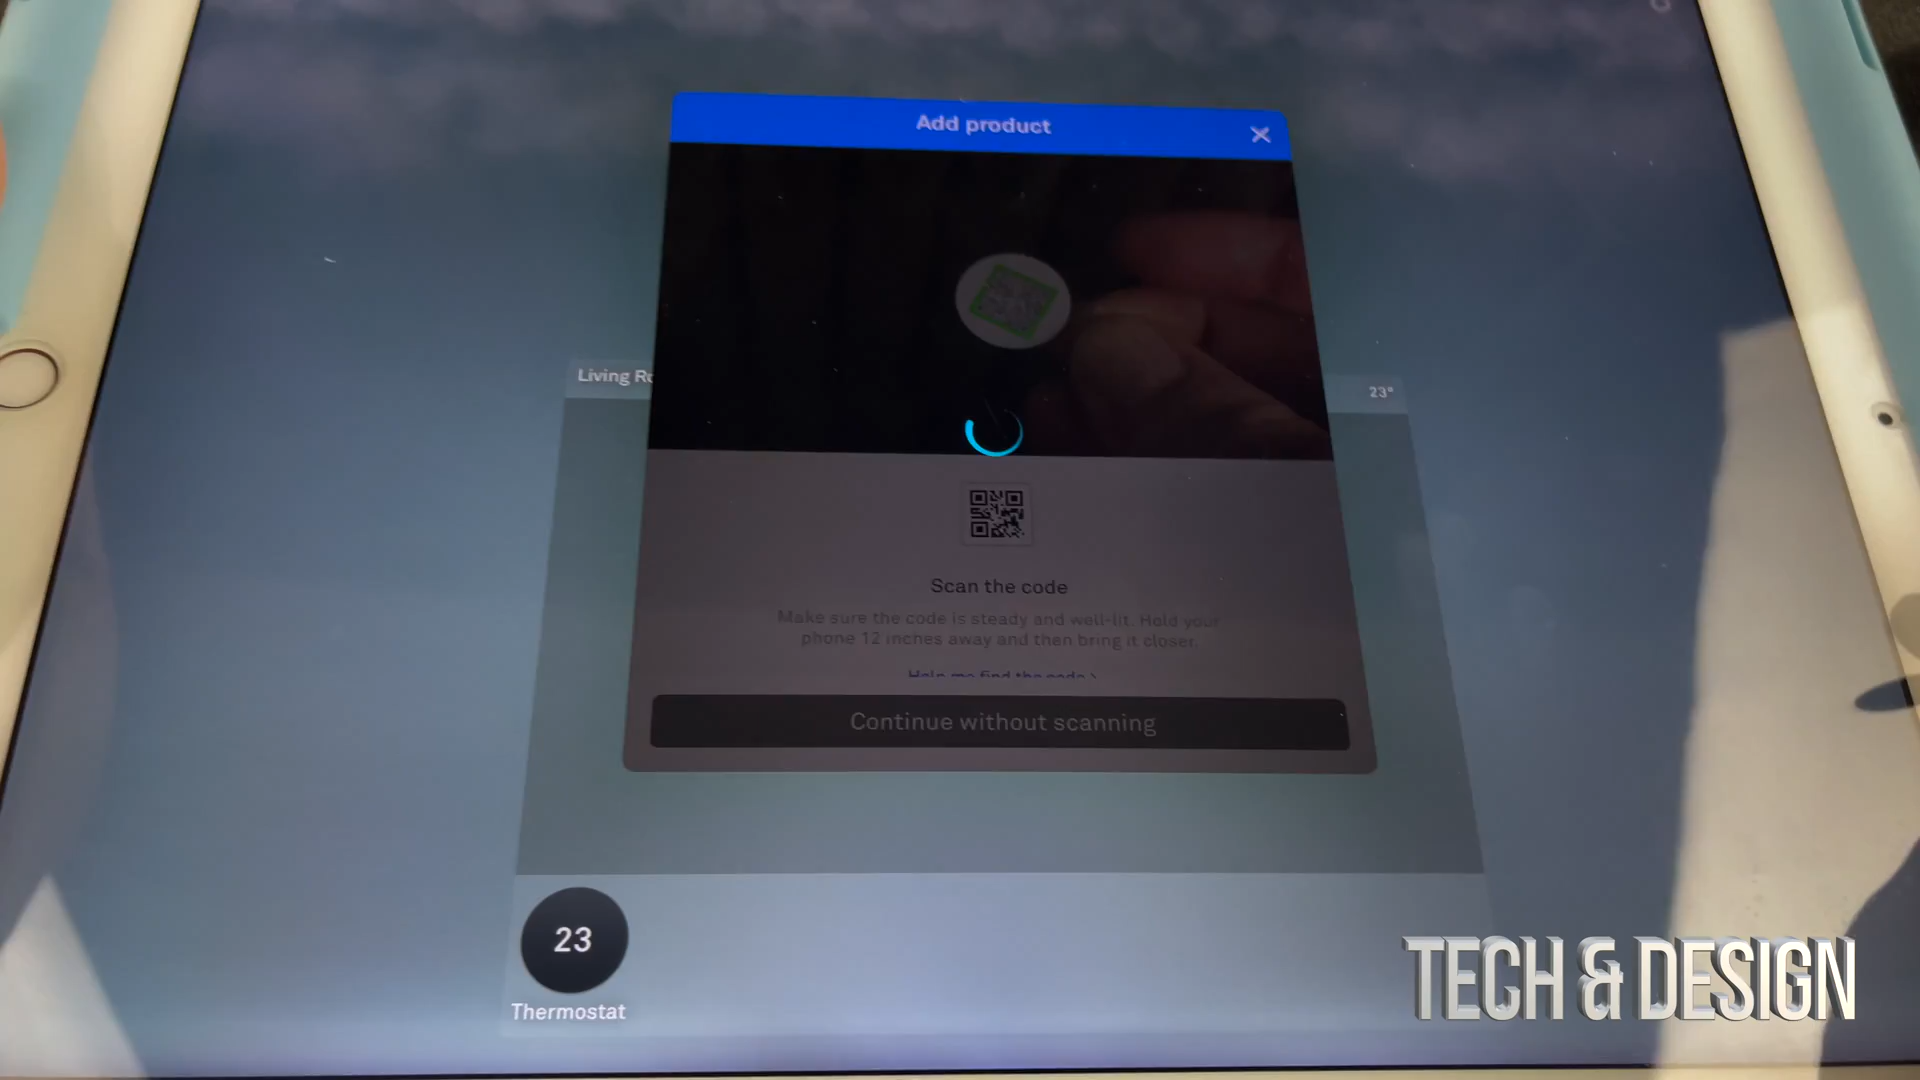 Add product
Living Ro
23°
Scan the code
Make sure the code is steady and well-lit. Hold your
phone 12 inches away and then bring it closer.
Help me find the code >
Continue without scanning
23
Thermostat
TECH & DESIGN